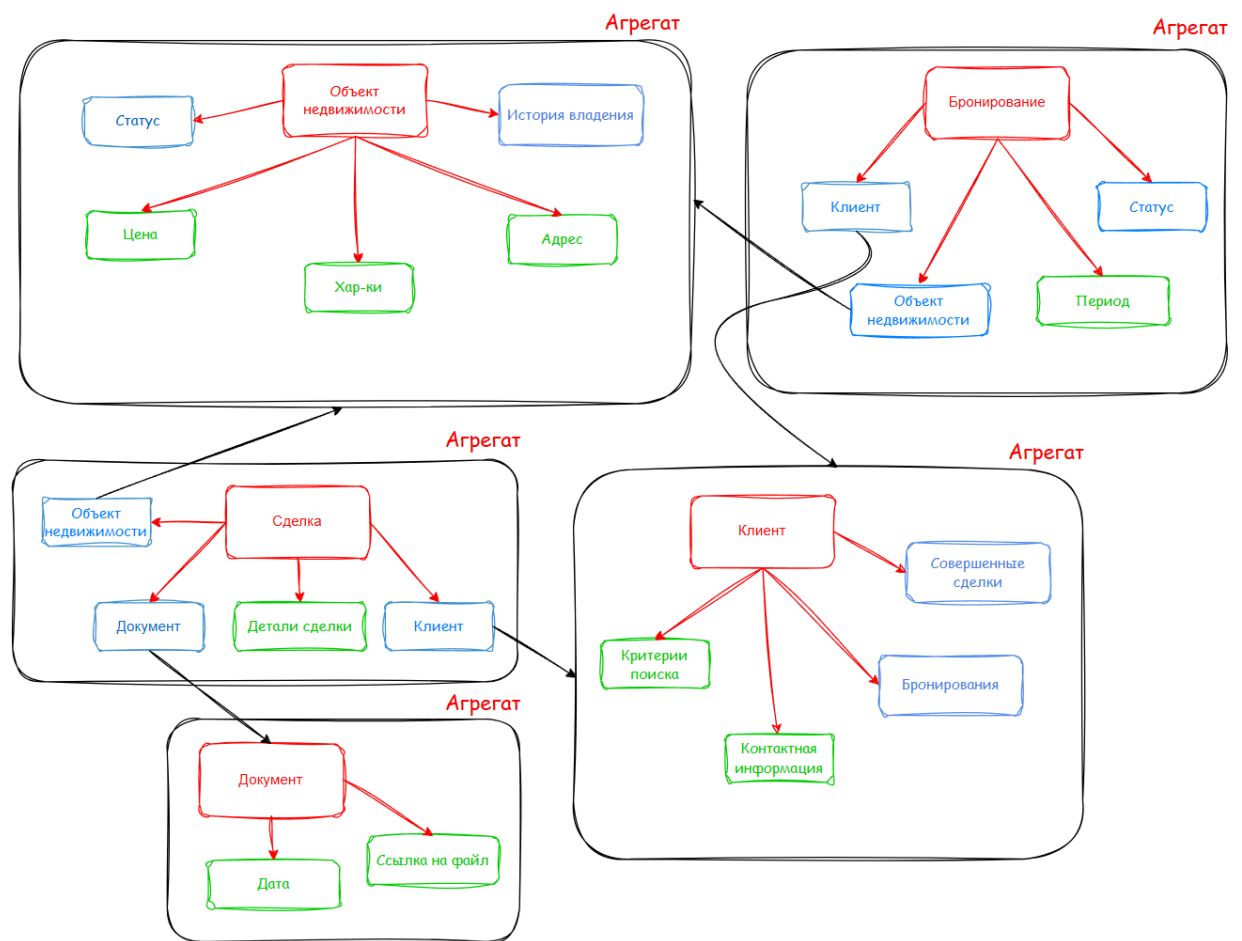 Агрегат
Объект
недвижимости
Статус
История владения
Цена
Хар-ки
Адрес
Агрегат
Бронирование
Клиент
Статус
Объект
недвижимости
Период
Агрегат
Объект
недвижимости
Сделка
Документ
Детали сделки
Клиент
Агрегат
Клиент
Совершенные
сделки
Критерии
поиска
Бронирования
Контактная
информация
Агрегат
Документ
Ссылка на файл
Дата